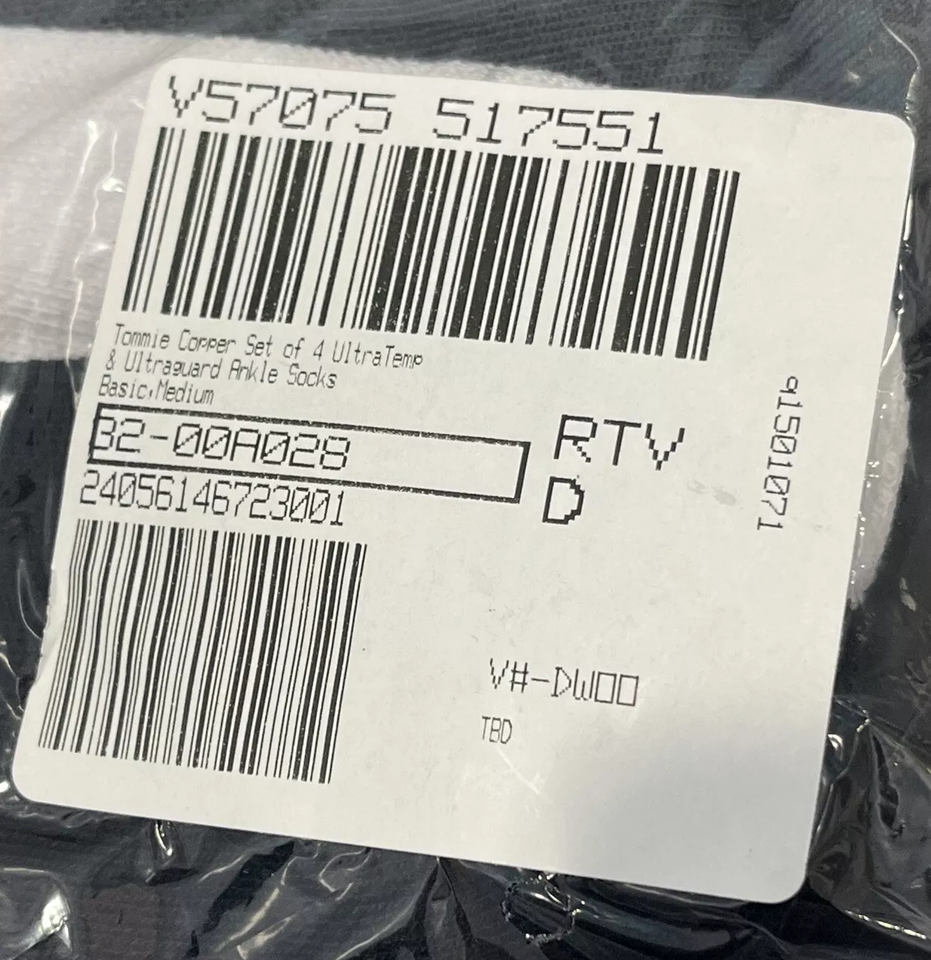 V57075 517551
Tommie Copper Set of 4 UltraTemp
& Ultraguard Ankle Socks
Basic,Medium
B2-00A028
24056146723001
RTV
D
q1501071
V#-DW00
TBD